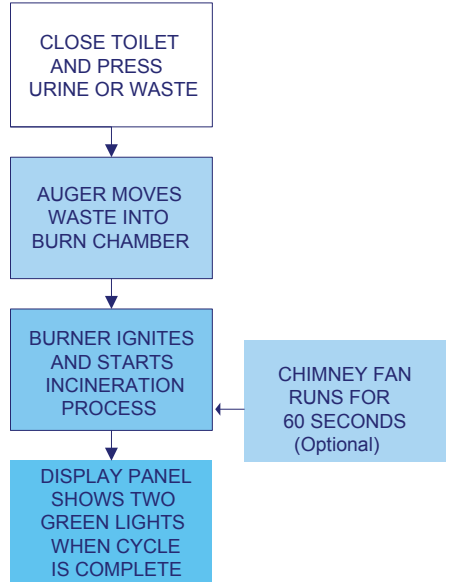 CLOSE TOILET
AND PRESS
URINE OR WASTE
AUGER MOVES
WASTE INTO
BURN CHAMBER
BURNER IGNITES
AND STARTS
INCINERATION
PROCESS
CHIMNEY FAN
RUNS FOR
60 SECONDS
(Optional)
DISPLAY PANEL
SHOWS TWO
GREEN LIGHTS
WHEN CYCLE
IS COMPLETE